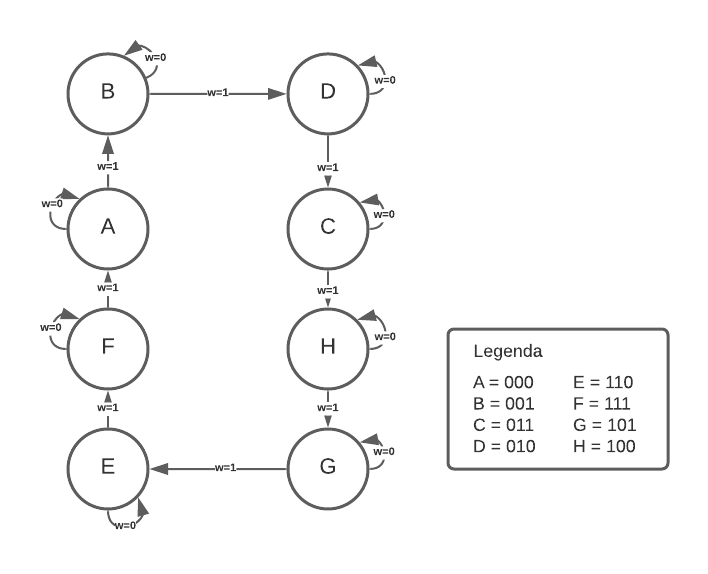 w=0
w=0
B
w=1
D
w=1
w=1
w=0
w=0
A
C
w=1
w=1
w=0
w=0
F
H
Legenda
A = 000 E = 110
B = 001 F = 111
C = 011 G = 101
D = 010 H = 100
w=1
w=1
w=0
E
w=1
G
w=0